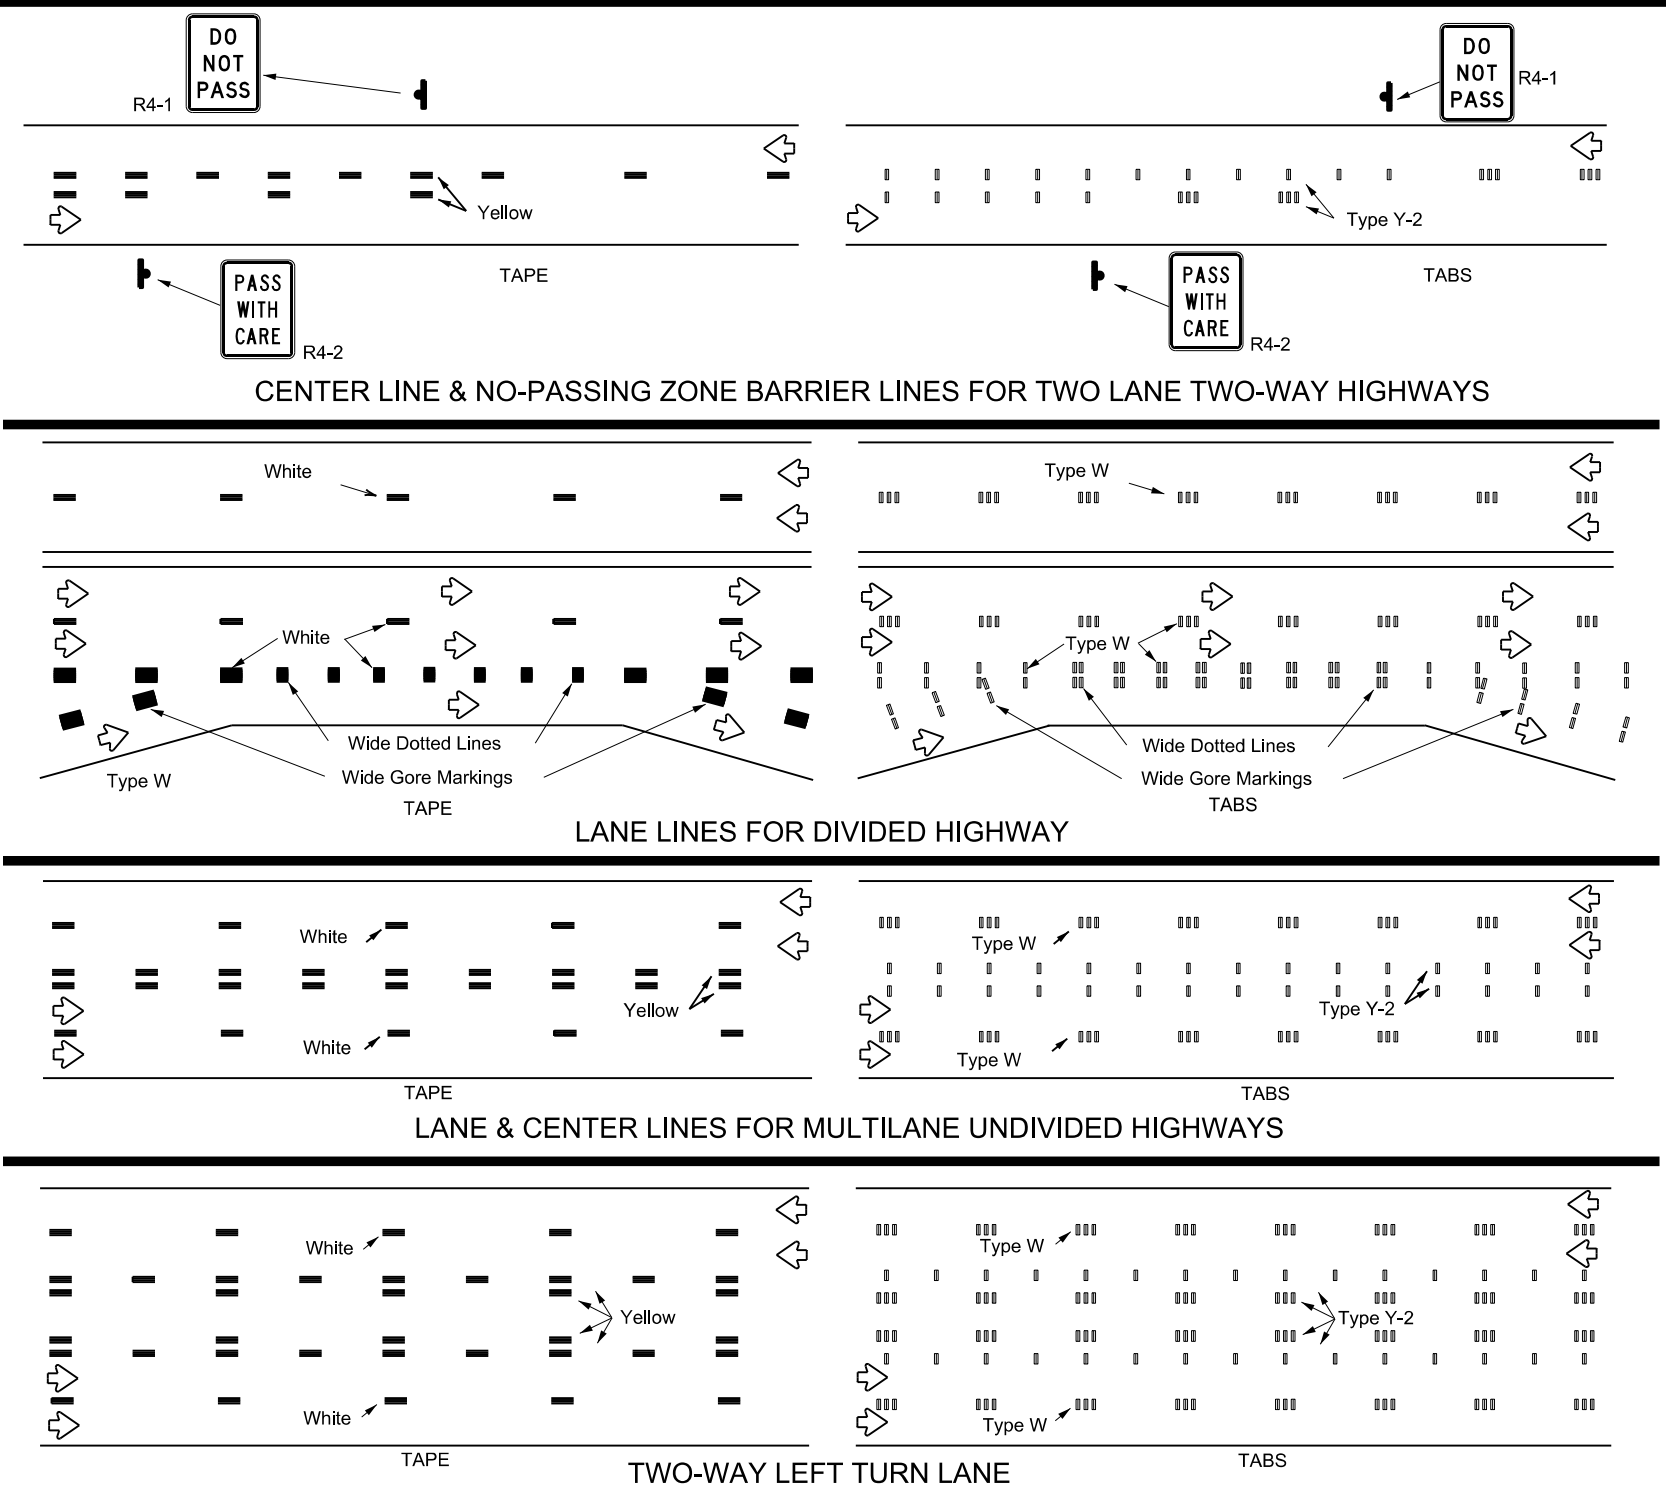 DO
NOT
PASS
R4-1
DO
NOT
PASS
R4-1
Yellow
Type Y-2
PASS
WITH
CARE
R4-2
TAPE
PASS
WITH
CARE
R4-2
TABS
CENTER LINE & NO-PASSING ZONE BARRIER LINES FOR TWO LANE TWO-WAY HIGHWAYS
White
Type W
White
Type W
Wide Dotted Lines
Wide Gore Markings
Type W
TAPE
Wide Dotted Lines
Wide Gore Markings
TABS
LANE LINES FOR DIVIDED HIGHWAY
White
Yellow
White
TAPE
Type W
Type Y-2
Type W
TABS
LANE & CENTER LINES FOR MULTILANE UNDIVIDED HIGHWAYS
White
Yellow
White
TAPE
Type W
Type Y-2
Type W
TABS
TWO-WAY LEFT TURN LANE